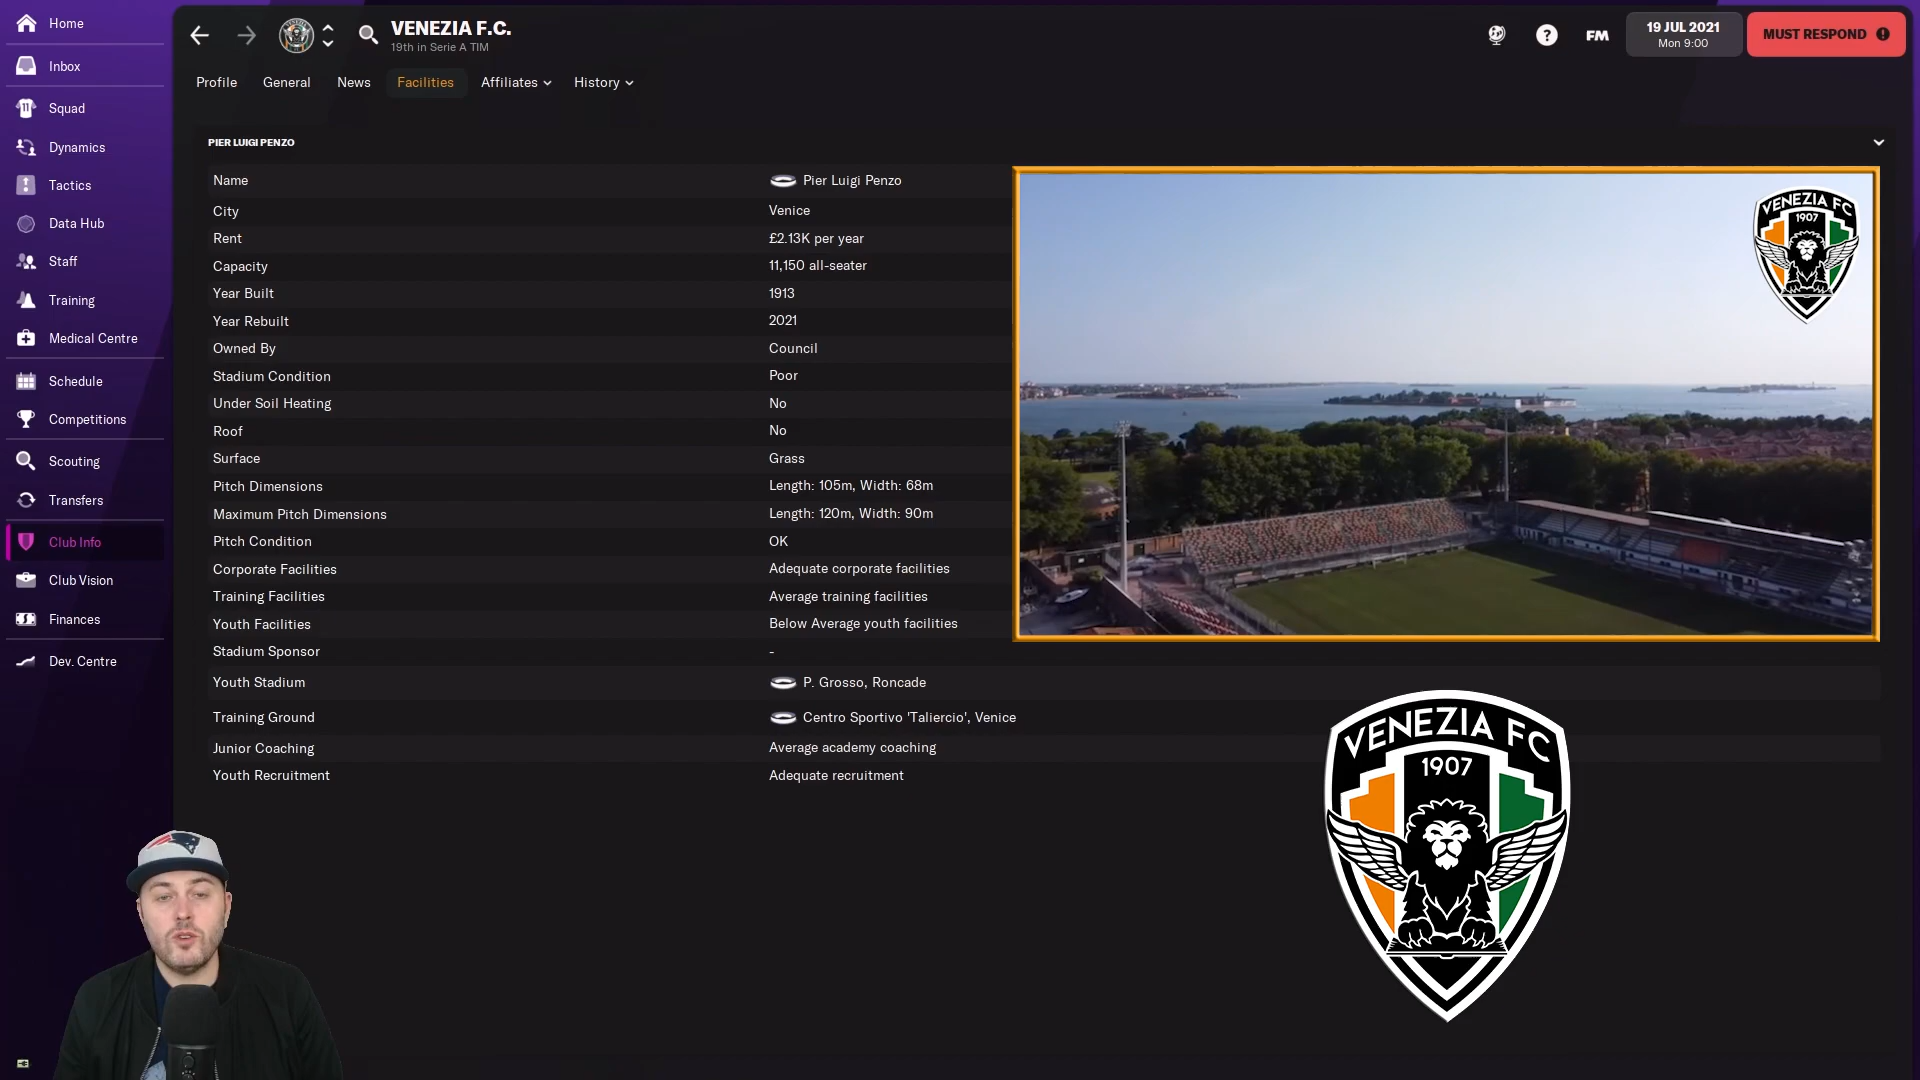 Home
Inbox
Squad
Dynamics
Tactics
Data Hub
Staff
Training
Medical Centre
Schedule
Competitions
Scouting
Transfers
Club Info
Club Vision
Finances
Dev. Centre
VENEZIA F.C.
19th in Serie A TIM
FM
19 JUL 2021
Mon 9:00
MUST RESPOND
Profile General News Facilities Affiliates History
PIER LUIGI PENZO
Name Pier Luigi Penzo
City Venice
Rent £2.13K per year
Capacity 11,150 all-seater
Year Built 1913
Year Rebuilt 2021
Owned By Council
Stadium Condition Poor
Under Soil Heating No
Roof No
Surface Grass
Pitch Dimensions Length: 105m, Width: 68m
Maximum Pitch Dimensions Length: 120m, Width: 90m
Pitch Condition OK
Corporate Facilities Adequate corporate facilities
Training Facilities Average training facilities
Youth Facilities Below Average youth facilities
Stadium Sponsor -
Youth Stadium P. Grosso, Roncade
Training Ground Centro Sportivo 'Taliercio', Venice
Junior Coaching Average academy coaching
Youth Recruitment Adequate recruitment
VENEZIA FC
1907
VENEZIA FC
1907